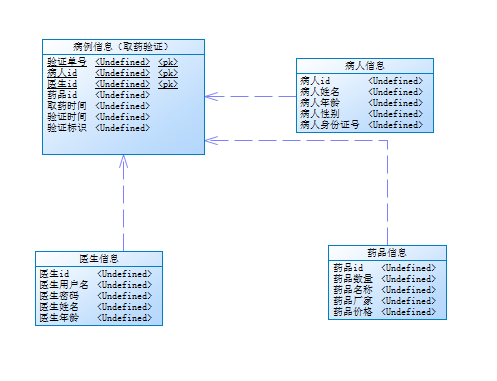 病例信息（取药验证）
验证单号 <Undefined> <pk>
病人id <Undefined> <pk>
医生id <Undefined> <pk>
药品id <Undefined>
取药时间 <Undefined>
验证时间 <Undefined>
验证标识 <Undefined>
病人信息
病人id <Undefined>
病人姓名 <Undefined>
病人年龄 <Undefined>
病人性别 <Undefined>
病人身份证号 <Undefined>
医生信息
医生id <Undefined>
医生用户名 <Undefined>
医生密码 <Undefined>
医生姓名 <Undefined>
医生年龄 <Undefined>
药品信息
药品id <Undefined>
药品数量 <Undefined>
药品名称 <Undefined>
药品厂家 <Undefined>
药品价格 <Undefined>